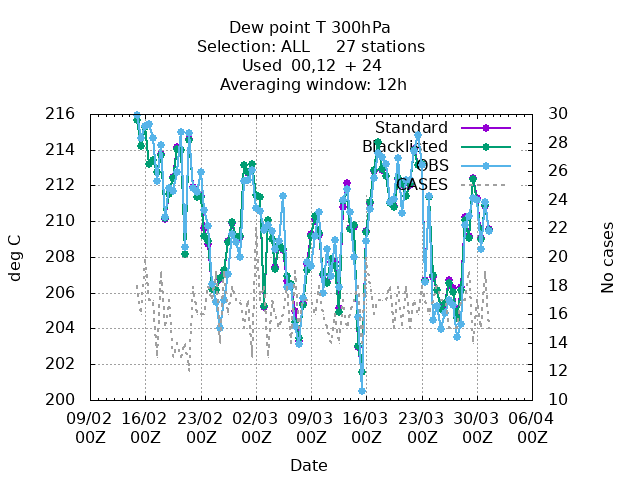 Dew point T 300hPa
Selection: ALL 27 stations
Used 00,12 + 24
Averaging window: 12h
216
214
212
210
208
206
204
202
200
deg C
30
28
26
24
22
20
18
16
14
12
10
No cases
Standard
Blacklisted
OBS
CASES
09/02 16/02 23/02 02/03 09/03 16/03 23/03 30/03 06/04
00Z 00Z 00Z 00Z 00Z 00Z 00Z 00Z 00Z
Date